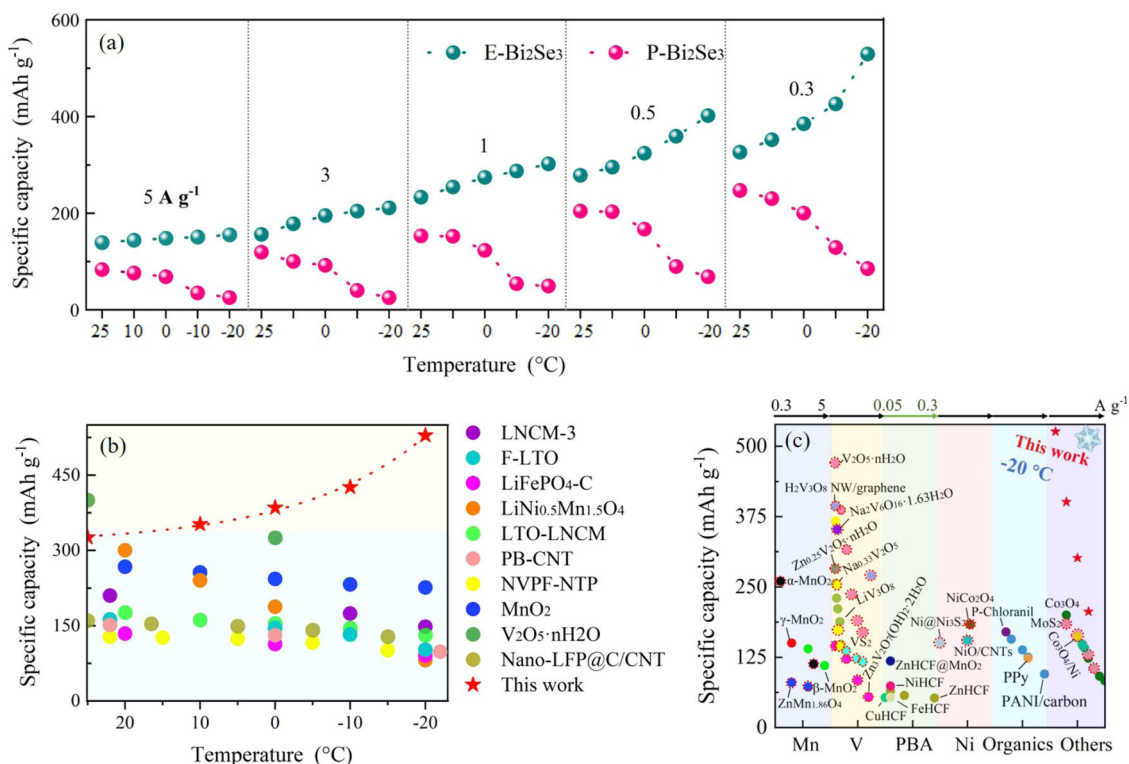 (a)
E-Bi₂Se₃
P-Bi₂Se₃
Specific capacity (mAh g⁻¹)
600
400
200
0
5 A g⁻¹
3
1
0.5
0.3
25 10 0 -10 -20
25 0 -20
25 0 -20
25 0 -20
25 0 -20
Temperature (°C)
(b)
Specific capacity (mAh g⁻¹)
450
300
150
0
20 10 0 -10 -20
Temperature (°C)
LNCM-3
F-LTO
LiFePO₄-C
LiNi₀.₅Mn₁.₅O₄
LTO-LNCM
PB-CNT
NVPF-NTP
MnO₂
V₂O₅·nH2O
Nano-LFP@C/CNT
This work
(c)
0.3 5 0.05 0.3 A g⁻¹
Specific capacity (mAh g⁻¹)
500
375
250
125
0
This work
-20 °C
V₂O₅·nH₂O
H₂V₃O₈ NW/graphene
Na₂V₆O₁₆·1.63H₂O
Zn₀.₂₅V₂O₅·nH₂O
Na₀.₃₃V₂O₅
α-MnO₂
LiV₃O₈
γ-MnO₂
VS₂
Zn₃V₂O₇(OH)₂·2H₂O
β-MnO₂
ZnMn₁.₈₆O₄
NiCo₂O₄
Ni@Ni₃S₂
P-Chloranil
NiO/CNTs
ZnHCF@MnO₂
NiHCF
ZnHCF
CuHCF
FeHCF
PPy
PANI/carbon
Co₃O₄
MoS₂
Co₃O₄/Ni
Mn V PBA Ni Organics Others